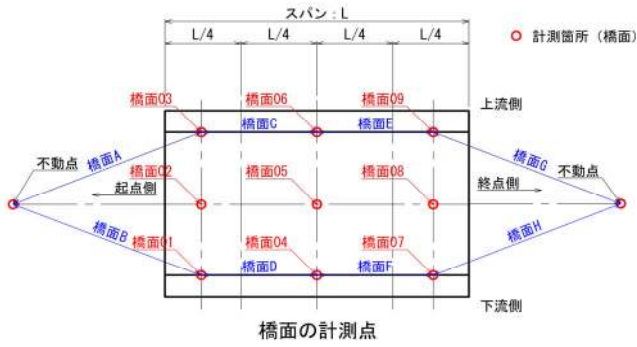 スパン：L
L/4 L/4 L/4 L/4
計測箇所（橋面）
橋面03 橋面06 橋面09 上流側
橋面C 橋面E
不動点 橋面A 橋面G 不動点
橋面02 橋面05 橋面08
起点側 終点側
橋面B 橋面H
橋面01 橋面04 橋面07
橋面D 橋面F
下流側
橋面の計測点